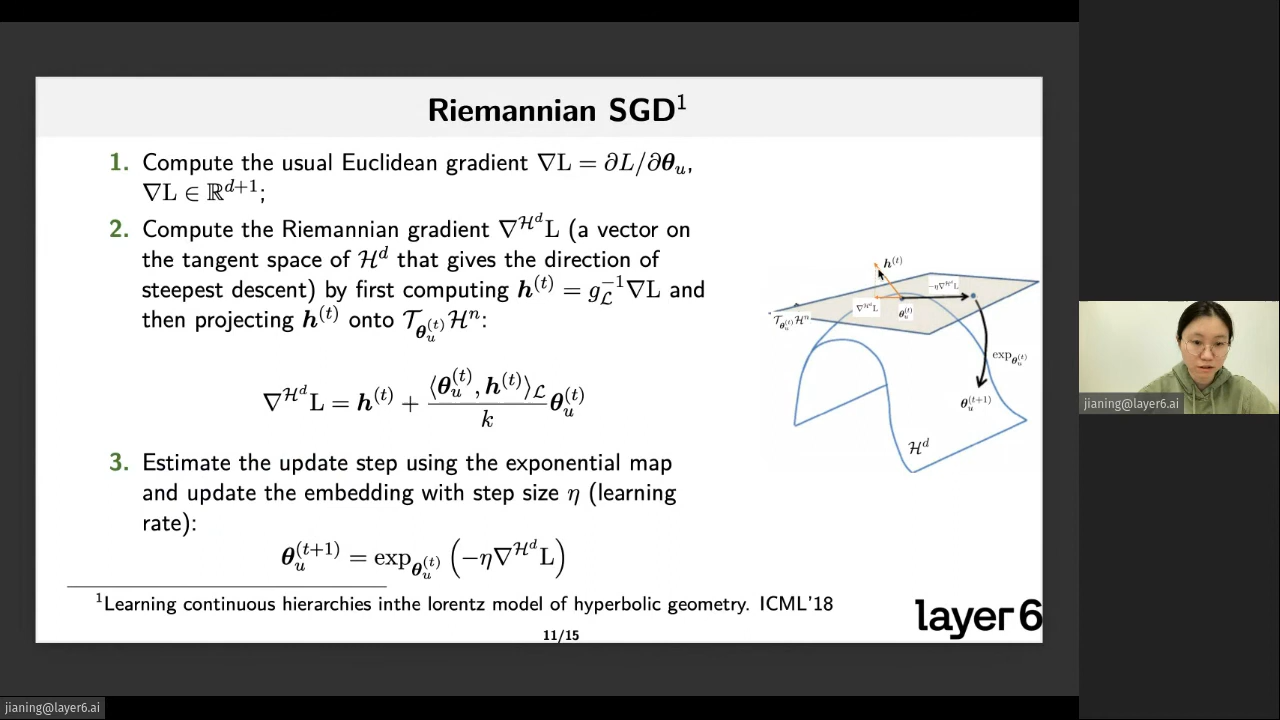 Riemannian SGD¹
1. Compute the usual Euclidean gradient ∇L = ∂L/∂θ_u,
∇L ∈ ℝ^{d+1};
2. Compute the Riemannian gradient ∇^{ℋ^d}L (a vector on
the tangent space of ℋ^d that gives the direction of
steepest descent) by first computing h^{(t)} = g_ℒ^{-1}∇L and
then projecting h^{(t)} onto 𝒯_{θ_u^{(t)}}ℋ^n:
∇^{ℋ^d}L = h^{(t)} + \frac{⟨θ_u^{(t)}, h^{(t)}⟩_ℒ}{k} θ_u^{(t)}
3. Estimate the update step using the exponential map
and update the embedding with step size η (learning
rate):
θ_u^{(t+1)} = exp_{θ_u^{(t)}} (−η∇^{ℋ^d}L)
h^{(t)}
−η∇^{ℋ^d}L
∇^{ℋ^d}L
θ_u^{(t)}
𝒯_{θ_u^{(t)}}ℋ^n
exp_{θ_u^{(t)}}
θ_u^{(t+1)}
ℋ^d
¹Learning continuous hierarchies inthe lorentz model of hyperbolic geometry. ICML'18
layer 6
11/15
jianing@layer6.ai
jianing@layer6.ai